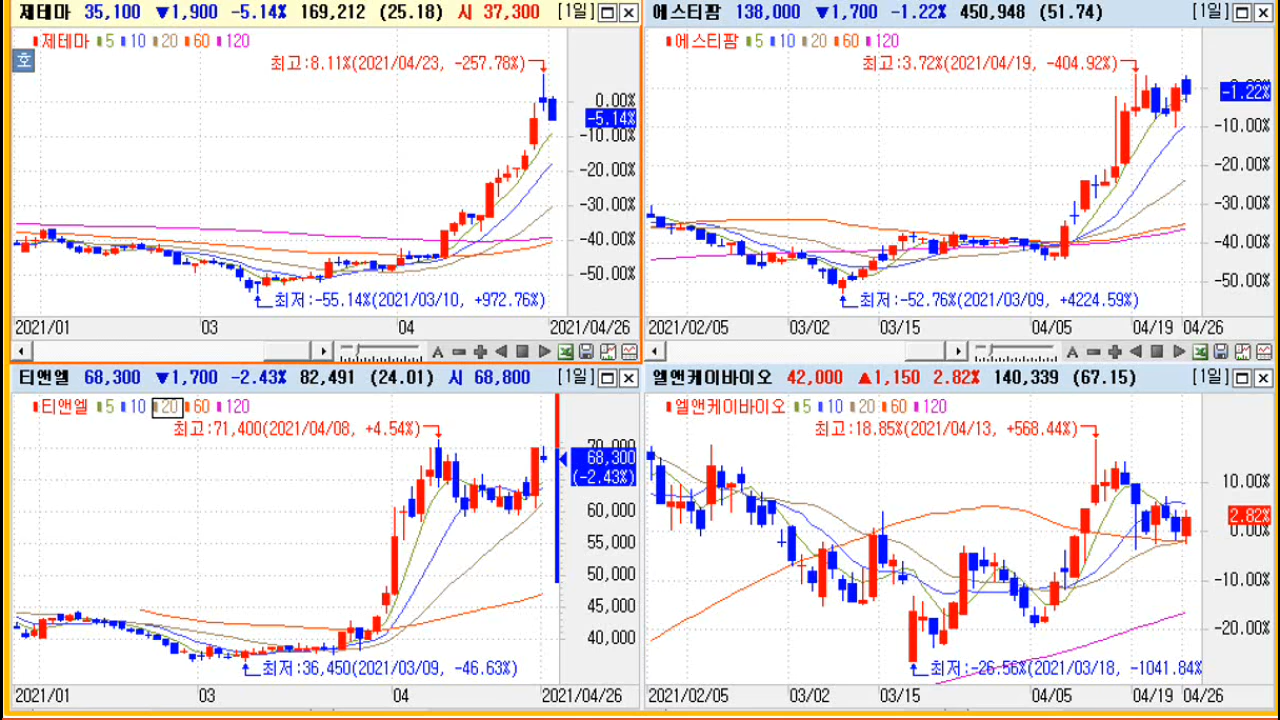 제테마 35,100 ▼1,900 -5.14% 169,212 (25.18) 시 37,300 [1일]
제테마 5 10 20 60 120
호
최고:8.11%(2021/04/23, -257.78%)
0.00%
-5.14%
-10.00%
-20.00%
-30.00%
-40.00%
-50.00%
최저:-55.14%(2021/03/10, +972.76%)
2021/01 03 04 2021/04/26
A
에스티팜 138,000 ▼1,700 -1.22% 450,948 (51.74) [1일]
에스티팜 5 10 20 60 120
최고:3.72%(2021/04/19, -404.92%)
-1.22%
-10.00%
-20.00%
-30.00%
-40.00%
-50.00%
최저:-52.76%(2021/03/09, +4224.59%)
2021/02/05 03/02 03/15 04/05 04/19 04/26
A
티앤엘 68,300 ▼1,700 -2.43% 82,491 (24.01) 시 68,800 [1일]
티앤엘 5 10 20 60 120
최고:71,400(2021/04/08, +4.54%)
70,000
68,300
(-2.43%)
60,000
55,000
50,000
45,000
40,000
최저:36,450(2021/03/09, -46.63%)
2021/01 03 04 2021/04/26
엘앤케이바이오 42,000 ▲1,150 2.82% 140,339 (67.15) [1일]
엘앤케이바이오 5 10 20 60 120
최고:18.85%(2021/04/13, +568.44%)
10.00%
2.82%
0.00%
-10.00%
-20.00%
최저:-26.56%(2021/03/18, -1041.84%
2021/02/05 03/02 03/15 04/05 04/19 04/26